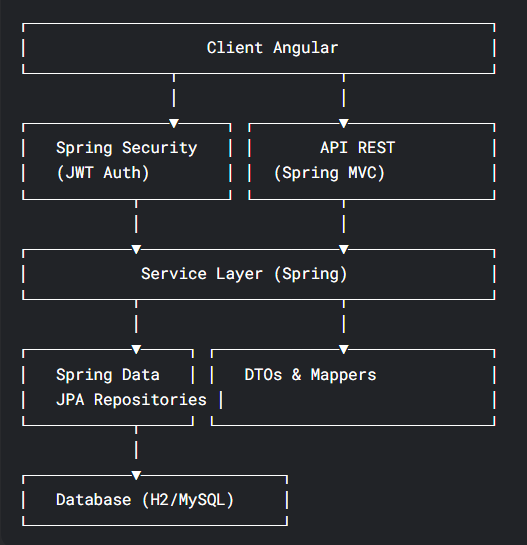 Client Angular
Spring Security API REST
(JWT Auth) (Spring MVC)
Service Layer (Spring)
Spring Data DTOs & Mappers
JPA Repositories
Database (H2/MySQL)